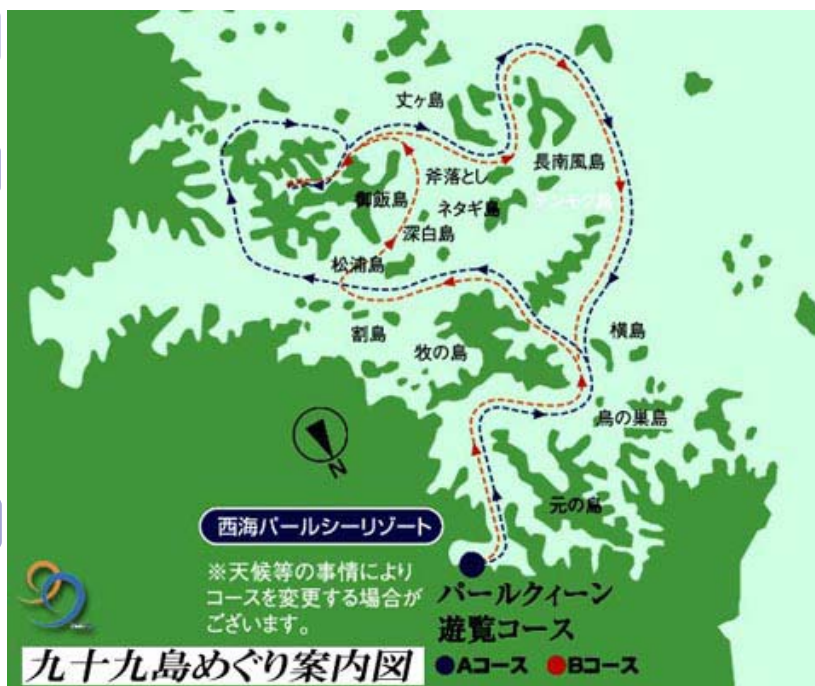 丈ヶ島
長南風島
斧落とし
御飯島
ネタギ島
深白島
松浦島
割島
牧の島
横島
鳥の巣島
元の島
N
西海パールシーリゾート
※天候等の事情により
コースを変更する場合が
ございます。
パールクィーン
遊覧コース
●Aコース ●Bコース
九十九島めぐり案内図